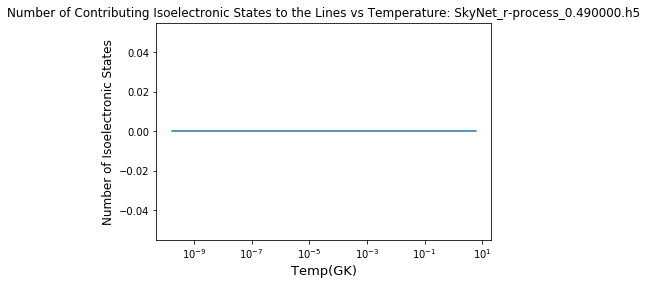 Number of Contributing Isoelectronic States to the Lines vs Temperature: SkyNet_r-process_0.490000.h5
Number of Isoelectronic States
0.04
0.02
0.00
−0.02
−0.04
10⁻⁹ 10⁻⁷ 10⁻⁵ 10⁻³ 10⁻¹ 10¹
Temp(GK)